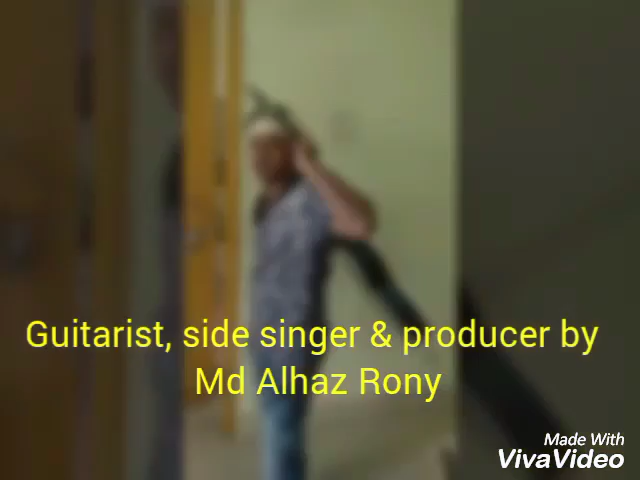 Guitarist, side singer & producer by
Md Alhaz Rony
Made With
VivaVideo